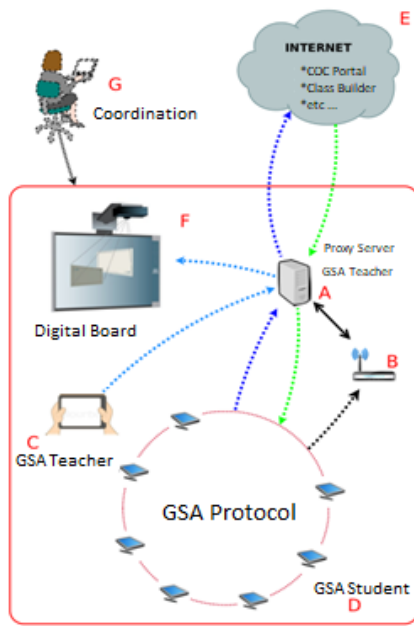 E
INTERNET
*COC Portal
*Class Builder
*etc ...
G
Coordination
F
Proxy Server
GSA Teacher
A
Digital Board
B
C
GSA Teacher
GSA Protocol
GSA Student
D